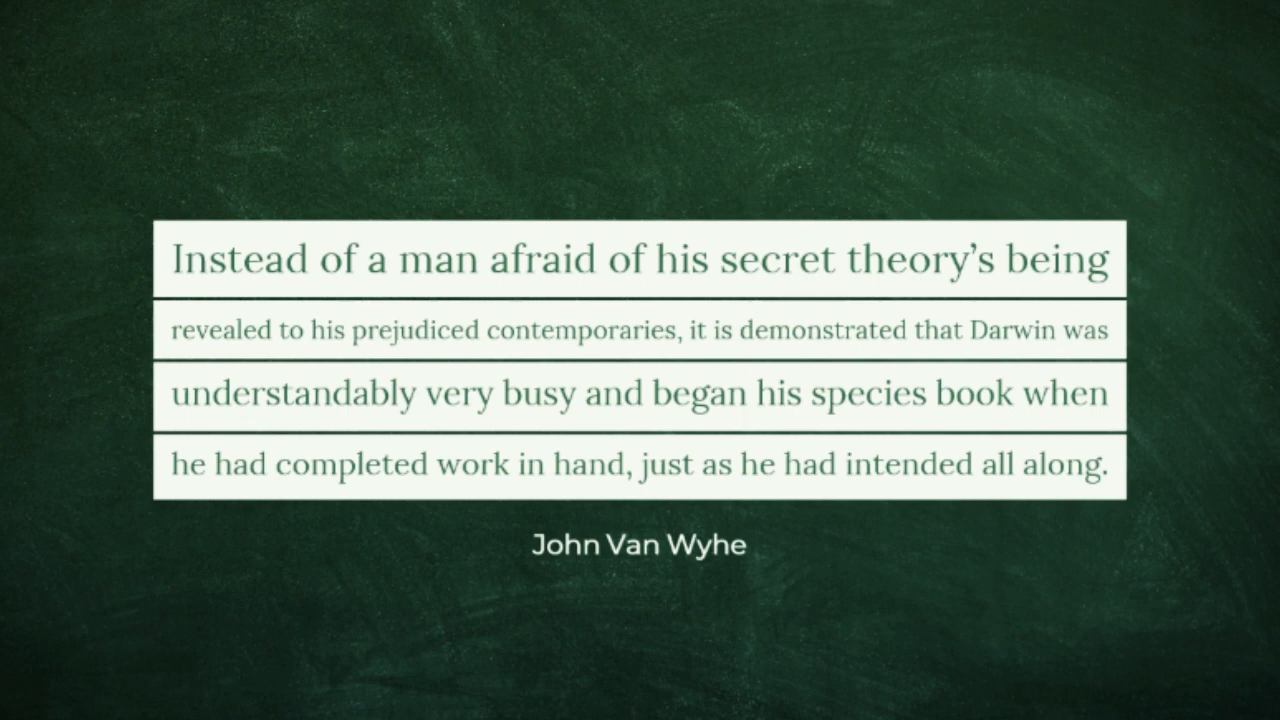 Instead of a man afraid of his secret theory’s being
revealed to his prejudiced contemporaries, it is demonstrated that Darwin was
understandably very busy and began his species book when
he had completed work in hand, just as he had intended all along.
John Van Wyhe